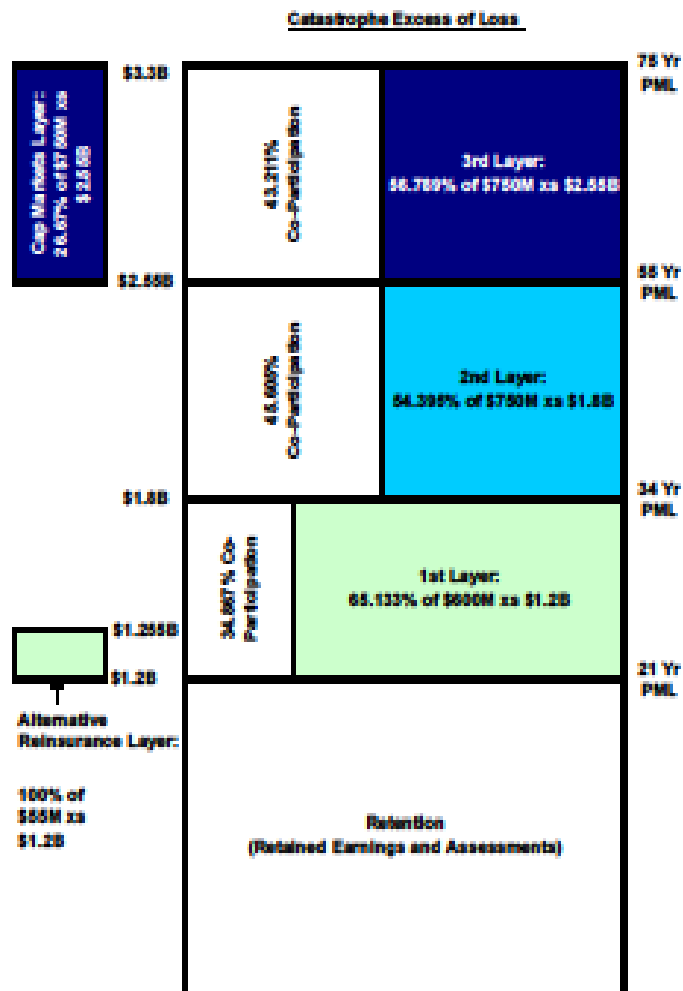 Catastrophe Excess of Loss
$3.3B
Cap Markets Layer:
26.67% of $750M xs
$2.55B
43.211%
Co-Participation
3rd Layer:
56.789% of $750M xs $2.55B
PML
$2.55B
55 Yr
PML
45.605%
Co-Participation
2nd Layer:
54.395% of $750M xs $1.8B
$1.8B
34 Yr
PML
34.867% Co-
Participation
1st Layer:
65.133% of $600M xs $1.2B
$1.2B
21 Yr
PML
Alternative
Reinsurance Layer:
100% of
$55M xs
$1.2B
Retention
(Retained Earnings and Assessments)